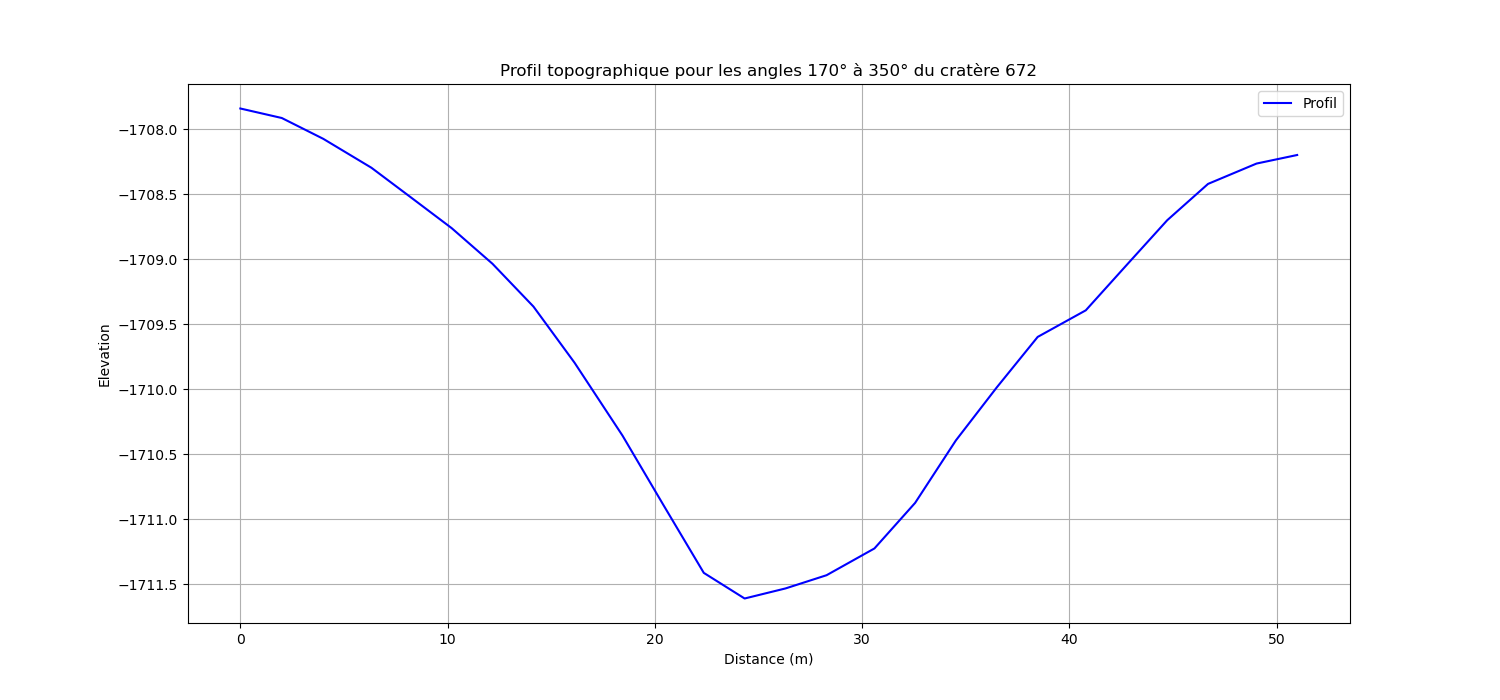 Profil topographique pour les angles 170° à 350° du cratère 672
Profil
Elevation
−1708.0
−1708.5
−1709.0
−1709.5
−1710.0
−1710.5
−1711.0
−1711.5
0 10 20 30 40 50
Distance (m)